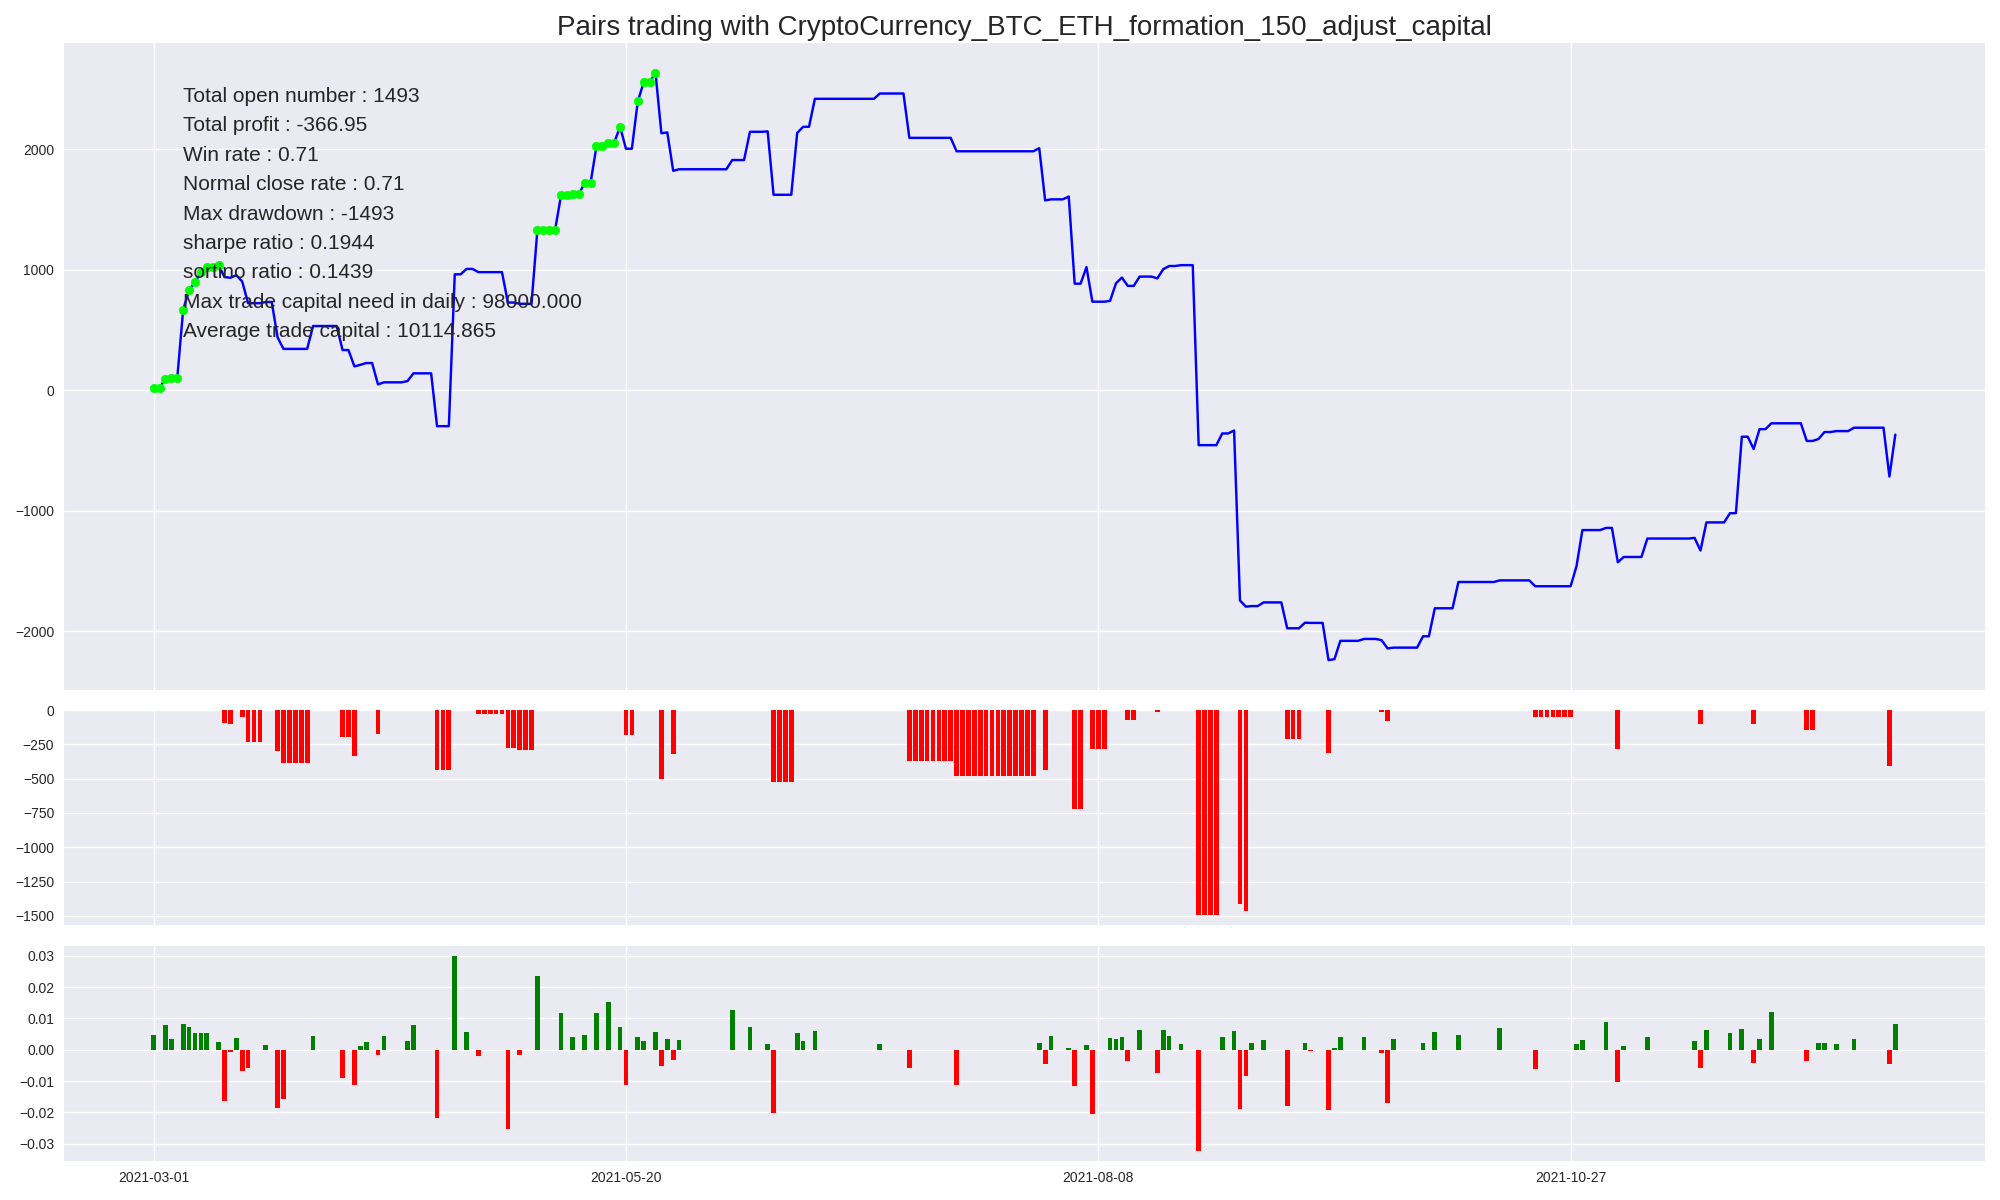 Pairs trading with CryptoCurrency_BTC_ETH_formation_150_adjust_capital
Total open number : 1493
Total profit : -366.95
Win rate : 0.71
Normal close rate : 0.71
Max drawdown : -1493
sharpe ratio : 0.1944
sortino ratio : 0.1439
Max trade capital need in daily : 98000.000
Average trade capital : 10114.865
2000
1000
0
−1000
−2000
0
−250
−500
−750
−1000
−1250
−1500
0.03
0.02
0.01
0.00
−0.01
−0.02
−0.03
2021-03-01
2021-05-20
2021-08-08
2021-10-27